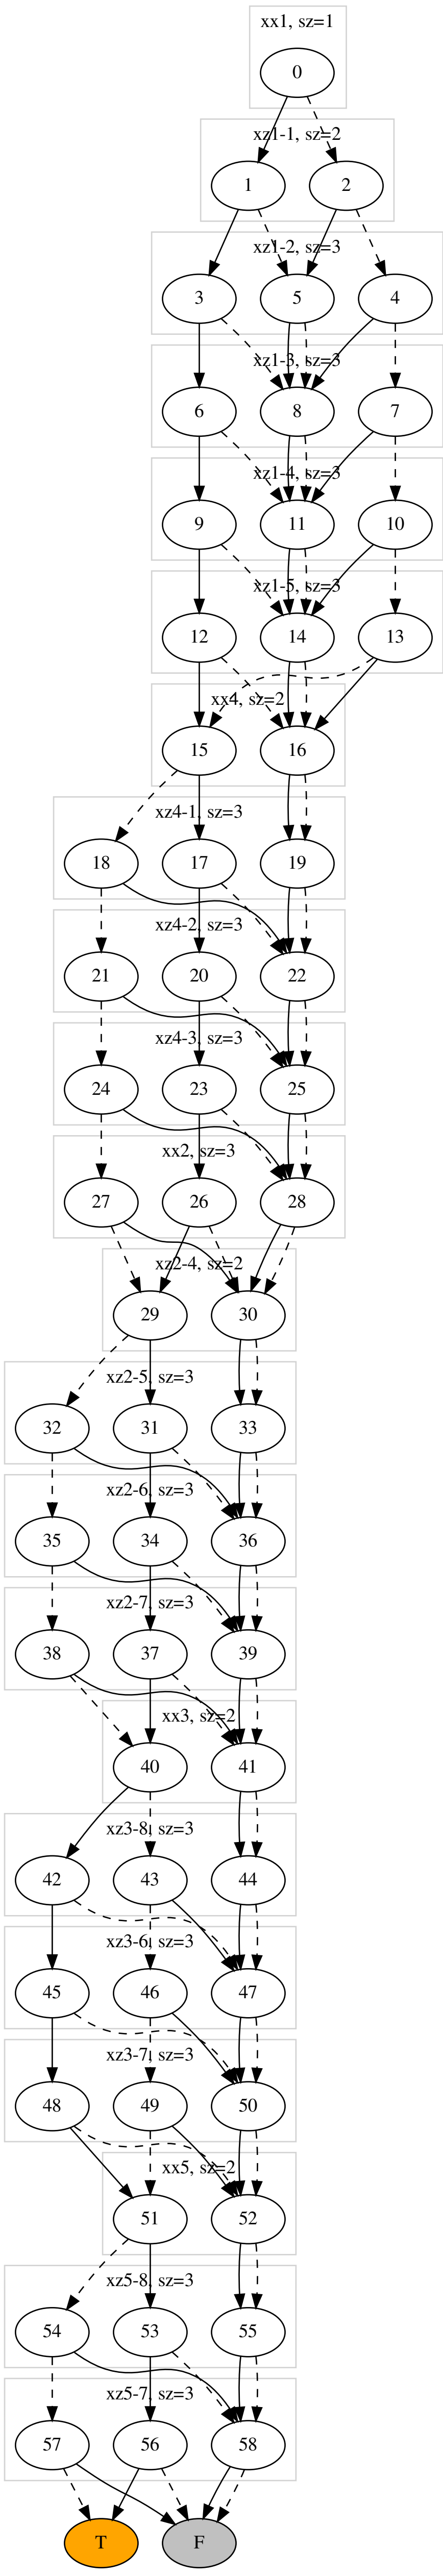 xx1, sz=1
0
xz1-1, sz=2
1 2
xz1-2, sz=3
3 5 4
xz1-3, sz=3
6 8 7
xz1-4, sz=3
9 11 10
xz1-5, sz=3
12 14 13
xx4, sz=2
15 16
xz4-1, sz=3
18 17 19
xz4-2, sz=3
21 20 22
xz4-3, sz=3
24 23 25
xx2, sz=3
27 26 28
xz2-4, sz=2
29 30
xz2-5, sz=3
32 31 33
xz2-6, sz=3
35 34 36
xz2-7, sz=3
38 37 39
xx3, sz=2
40 41
xz3-8, sz=3
42 43 44
xz3-6, sz=3
45 46 47
xz3-7, sz=3
48 49 50
xx5, sz=2
51 52
xz5-8, sz=3
54 53 55
xz5-7, sz=3
57 56 58
T F